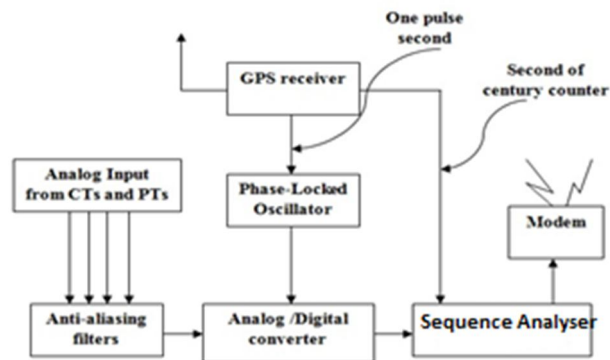 One pulse
second
GPS receiver
Second of
century counter
Analog Input
from CTs and PTs
Phase-Locked
Oscillator
Modem
Anti-aliasing
filters
Analog /Digital
converter
Sequence Analyser